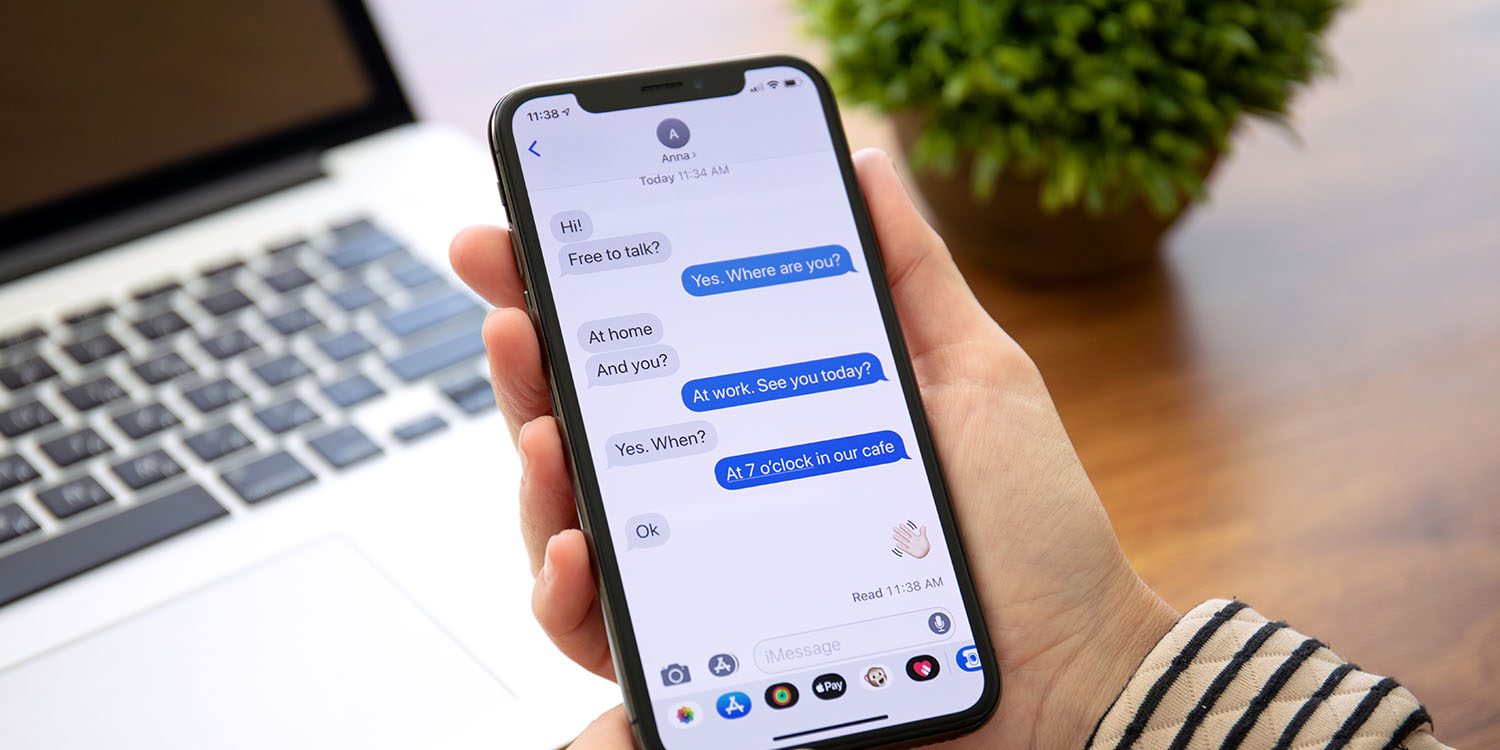 11:38
A
Anna
Today 11:34 AM
Hi!
Free to talk?
Yes. Where are you?
At home
And you?
At work. See you today?
Yes. When?
At 7 o'clock in our cafe
Ok
Read 11:38 AM
iMessage
Pay